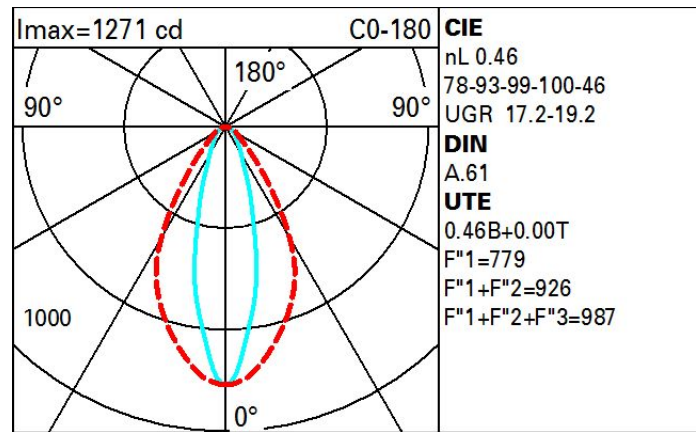 Imax=1271 cd C0-180
180°
90° 90°
1000
0°
CIE
nL 0.46
78-93-99-100-46
UGR 17.2-19.2
DIN
A.61
UTE
0.46B+0.00T
F"1=779
F"1+F"2=926
F"1+F"2+F"3=987